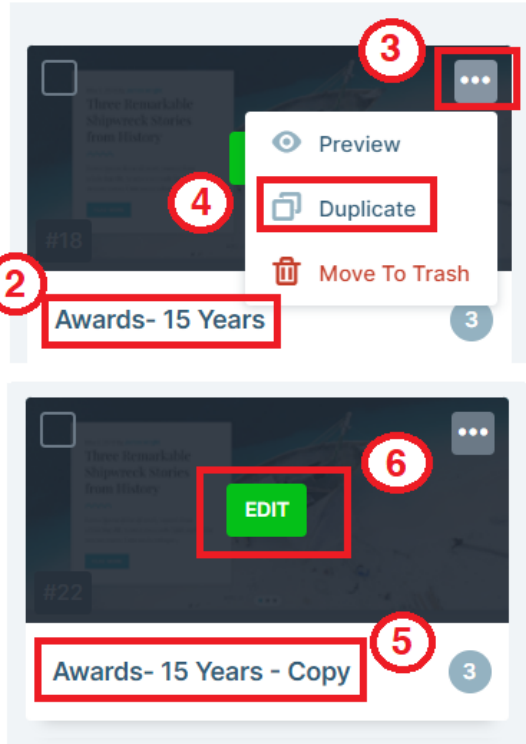 3
•••
Three Remarkable
Shipwreck Stories
from History
Preview
4
Duplicate
#18
Move To Trash
2
Awards- 15 Years
3
•••
Three Remarkable
Shipwreck Stories
from History
6
EDIT
#22
5
Awards- 15 Years - Copy
3